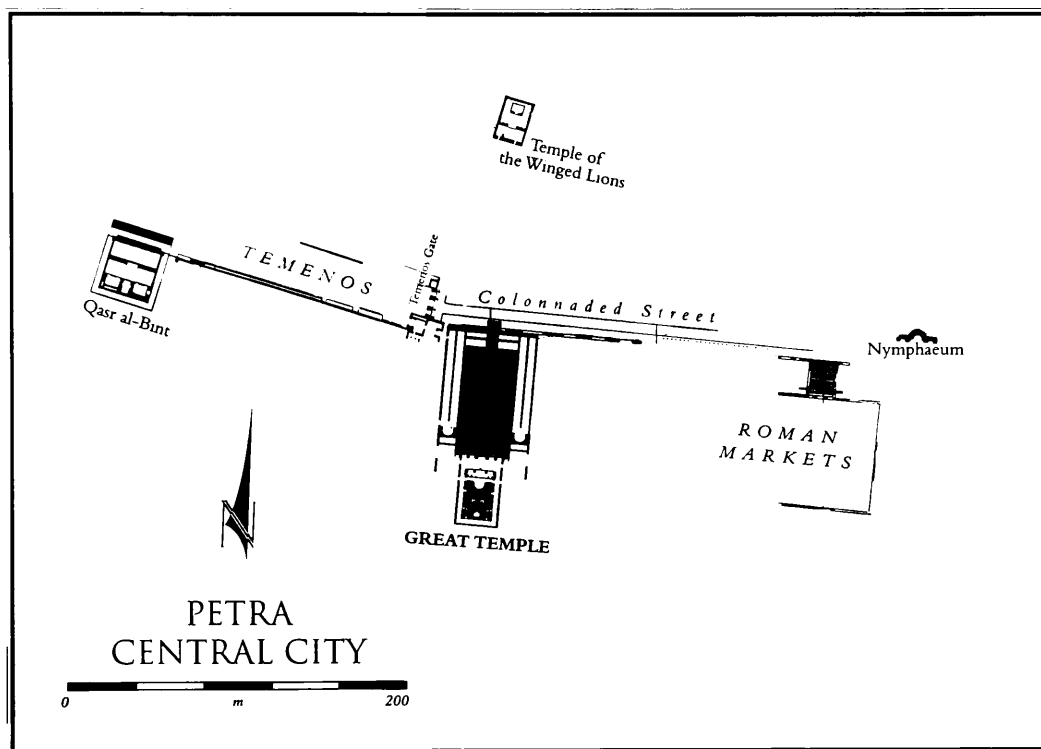 Temple of
the Winged Lions
TEMENOS
Temenos Gate
Qasr al-Bint
Colonnaded Street
Nymphaeum
ROMAN
MARKETS
GREAT TEMPLE
N
PETRA
CENTRAL CITY
0 m 200